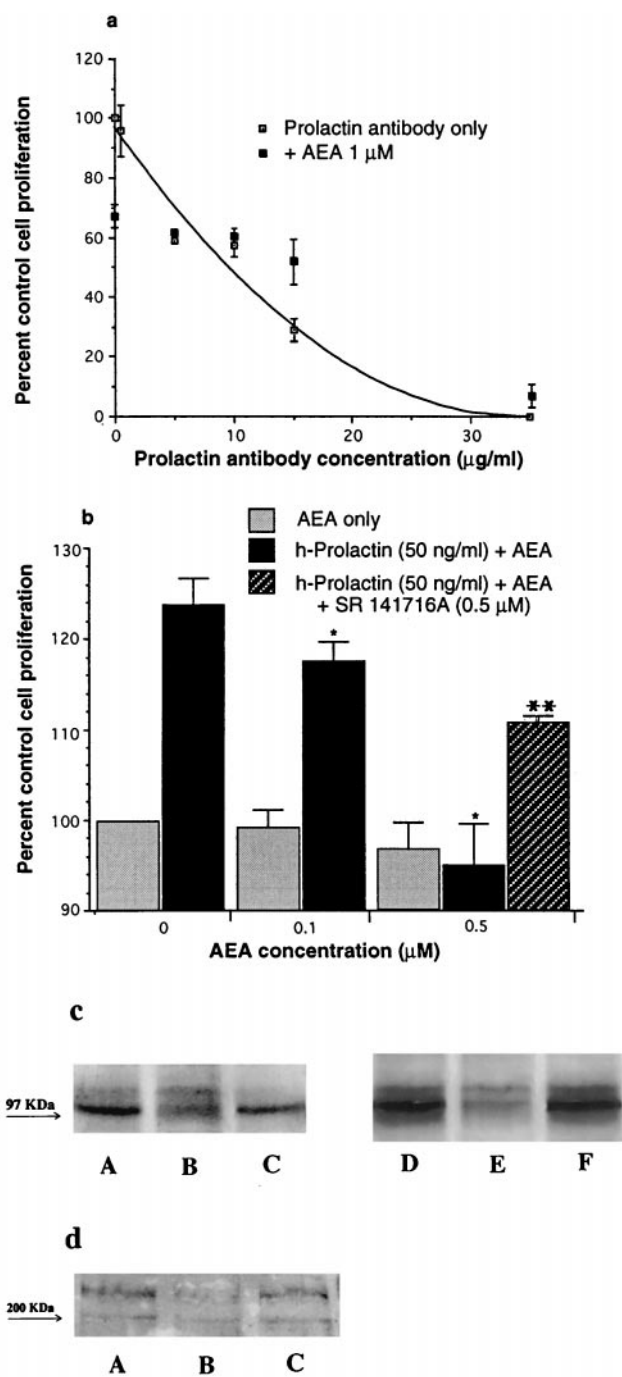 a
120
100
80
60
40
20
0
Percent control cell proliferation
Prolactin antibody only
+ AEA 1 μM
0 10 20 30
Prolactin antibody concentration (μg/ml)
b
AEA only
h-Prolactin (50 ng/ml) + AEA
h-Prolactin (50 ng/ml) + AEA
+ SR 141716A (0.5 μM)
130
120
110
100
90
Percent control cell proliferation
*
*
**
0 0.1 0.5
AEA concentration (μM)
c
97 KDa
A B C D E F
d
200 KDa
A B C